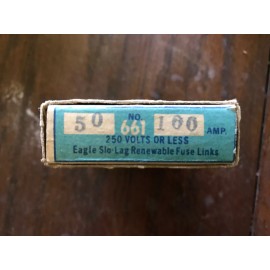 50 NO. 661 100 AMP.
250 VOLTS OR LESS
Eagle Slo-Lag Renewable Fuse Links